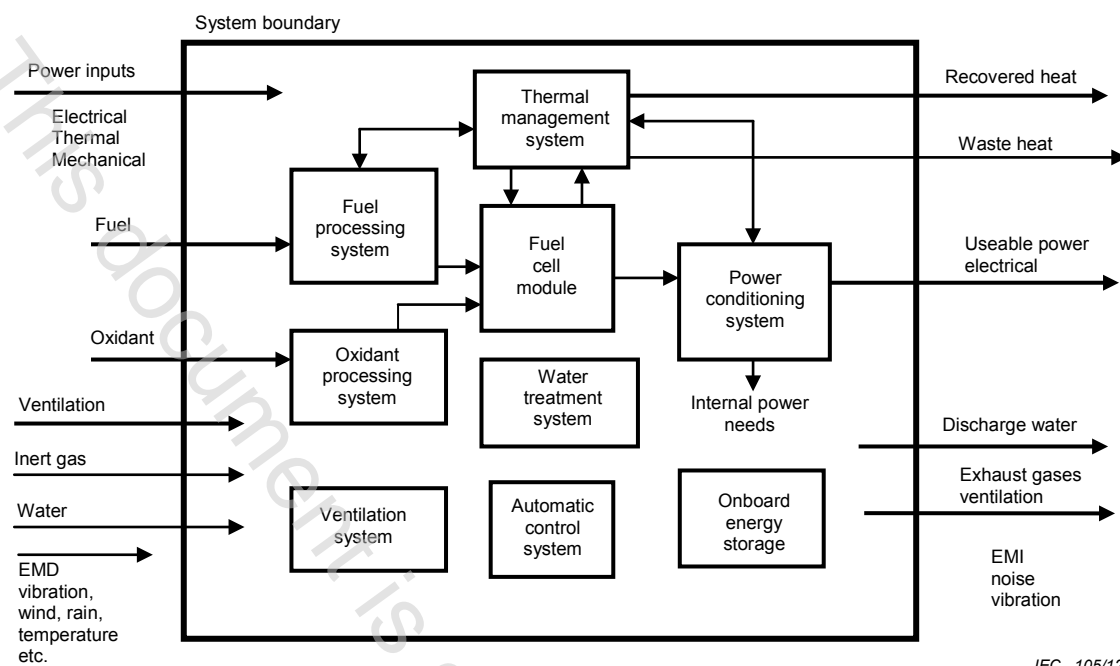 System boundary
Power inputs
Electrical
Thermal
Mechanical
Fuel
Oxidant
Ventilation
Inert gas
Water
EMD
vibration,
wind, rain,
temperature
etc.
Thermal
management
system
Fuel
processing
system
Fuel
cell
module
Power
conditioning
system
Oxidant
processing
system
Water
treatment
system
Internal power
needs
Ventilation
system
Automatic
control
system
Onboard
energy
storage
Recovered heat
Waste heat
Useable power
electrical
Discharge water
Exhaust gases
ventilation
EMI
noise
vibration
This document is